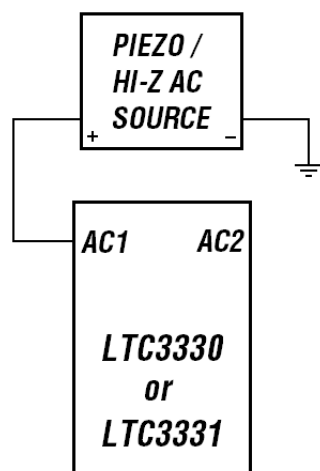 PIEZO /
HI-Z AC
SOURCE
+ –
AC1 AC2
LTC3330
or
LTC3331